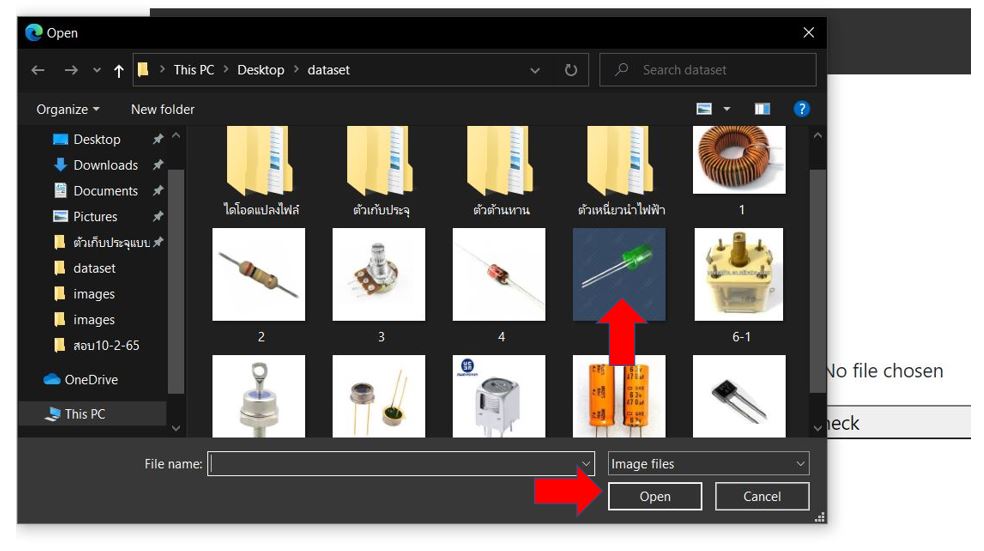 Open
This PC > Desktop > dataset
Search dataset
Organize
New folder
?
Desktop
Downloads
Documents
Pictures
ตัวเก็บประจุแบบ
dataset
images
images
สอบ10-2-65
OneDrive
This PC
ไดโอดแปลงไฟล์
ตัวเก้บประจุ
ตัวต้านทาน
ตัวเหนี่ยวนำไฟฟ้า
1
2
3
4
6-1
File name:
Image files
Open
Cancel
No file chosen
heck